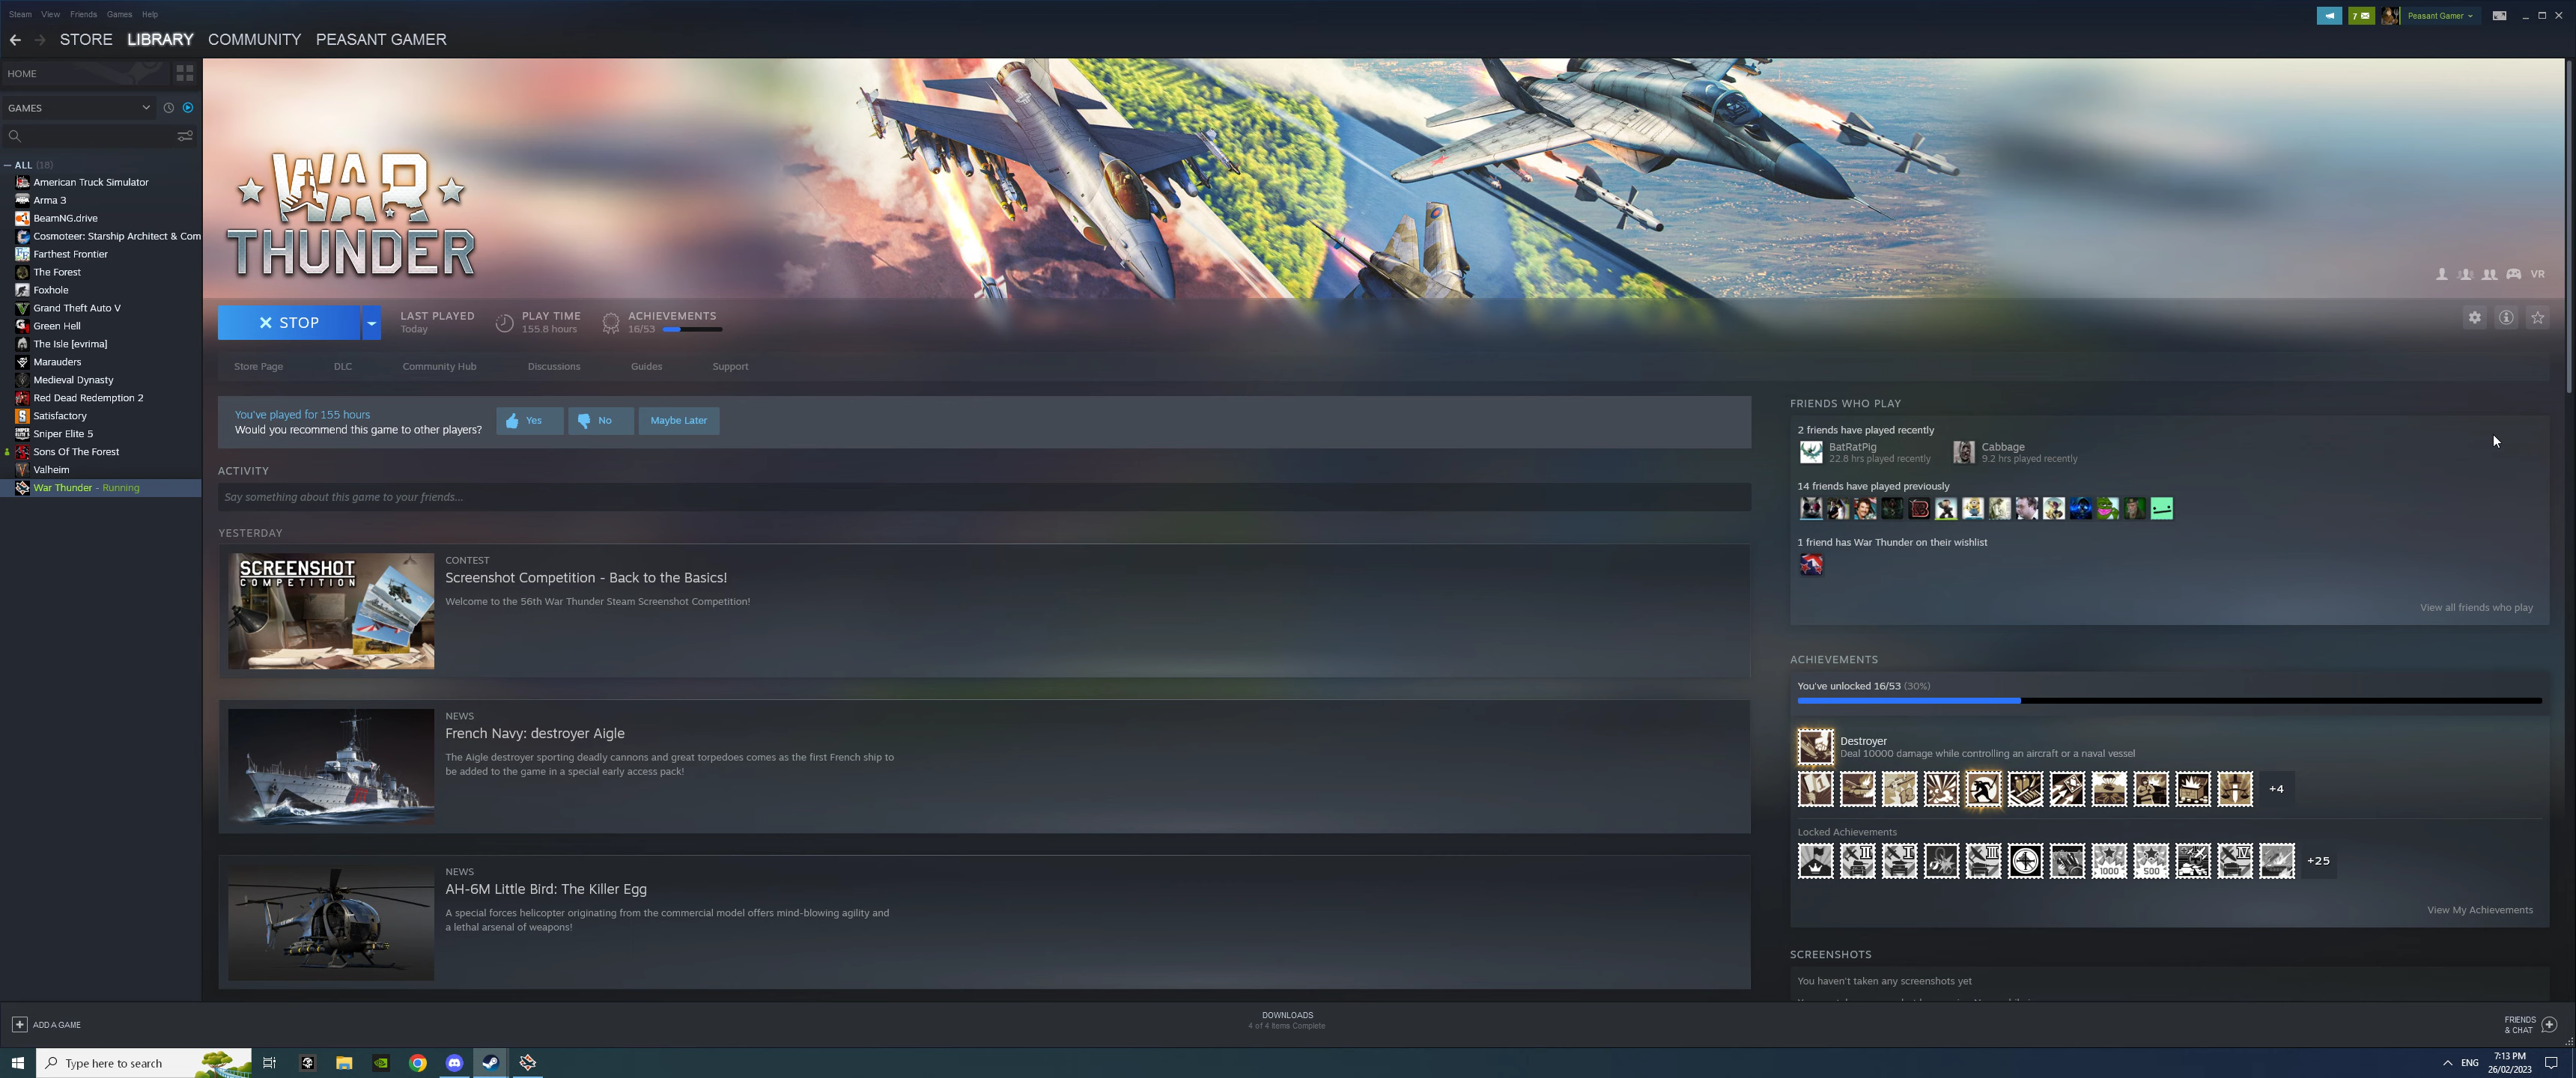 Steam View Friends Games Help
7 Peasant Gamer
STORE LIBRARY COMMUNITY PEASANT GAMER
HOME
GAMES
ALL (18)
American Truck Simulator
Arma 3
BeamNG.drive
Cosmoteer: Starship Architect & Com
Farthest Frontier
The Forest
Foxhole
Grand Theft Auto V
Green Hell
The Isle [evrima]
Marauders
Medieval Dynasty
Red Dead Redemption 2
Satisfactory
Sniper Elite 5
Sons Of The Forest
Valheim
War Thunder - Running
WAR
THUNDER
VR
STOP
LAST PLAYED
Today
PLAY TIME
155.8 hours
ACHIEVEMENTS
16/53
Store Page DLC Community Hub Discussions Guides Support
You've played for 155 hours
Would you recommend this game to other players?
Yes No Maybe Later
ACTIVITY
Say something about this game to your friends...
YESTERDAY
SCREENSHOT
COMPETITION
CONTEST
Screenshot Competition - Back to the Basics!
Welcome to the 56th War Thunder Steam Screenshot Competition!
NEWS
French Navy: destroyer Aigle
The Aigle destroyer sporting deadly cannons and great torpedoes comes as the first French ship to
be added to the game in a special early access pack!
NEWS
AH-6M Little Bird: The Killer Egg
A special forces helicopter originating from the commercial model offers mind-blowing agility and
a lethal arsenal of weapons!
FRIENDS WHO PLAY
2 friends have played recently
BatRatPig
22.8 hrs played recently
Cabbage
9.2 hrs played recently
14 friends have played previously
1 friend has War Thunder on their wishlist
View all friends who play
ACHIEVEMENTS
You've unlocked 16/53 (30%)
Destroyer
Deal 10000 damage while controlling an aircraft or a naval vessel
+4
Locked Achievements
II I III 1000 500 IV +25
View My Achievements
SCREENSHOTS
You haven't taken any screenshots yet
ADD A GAME
DOWNLOADS
4 of 4 Items Complete
FRIENDS
& CHAT
Type here to search
ENG
7:13 PM
26/02/2023